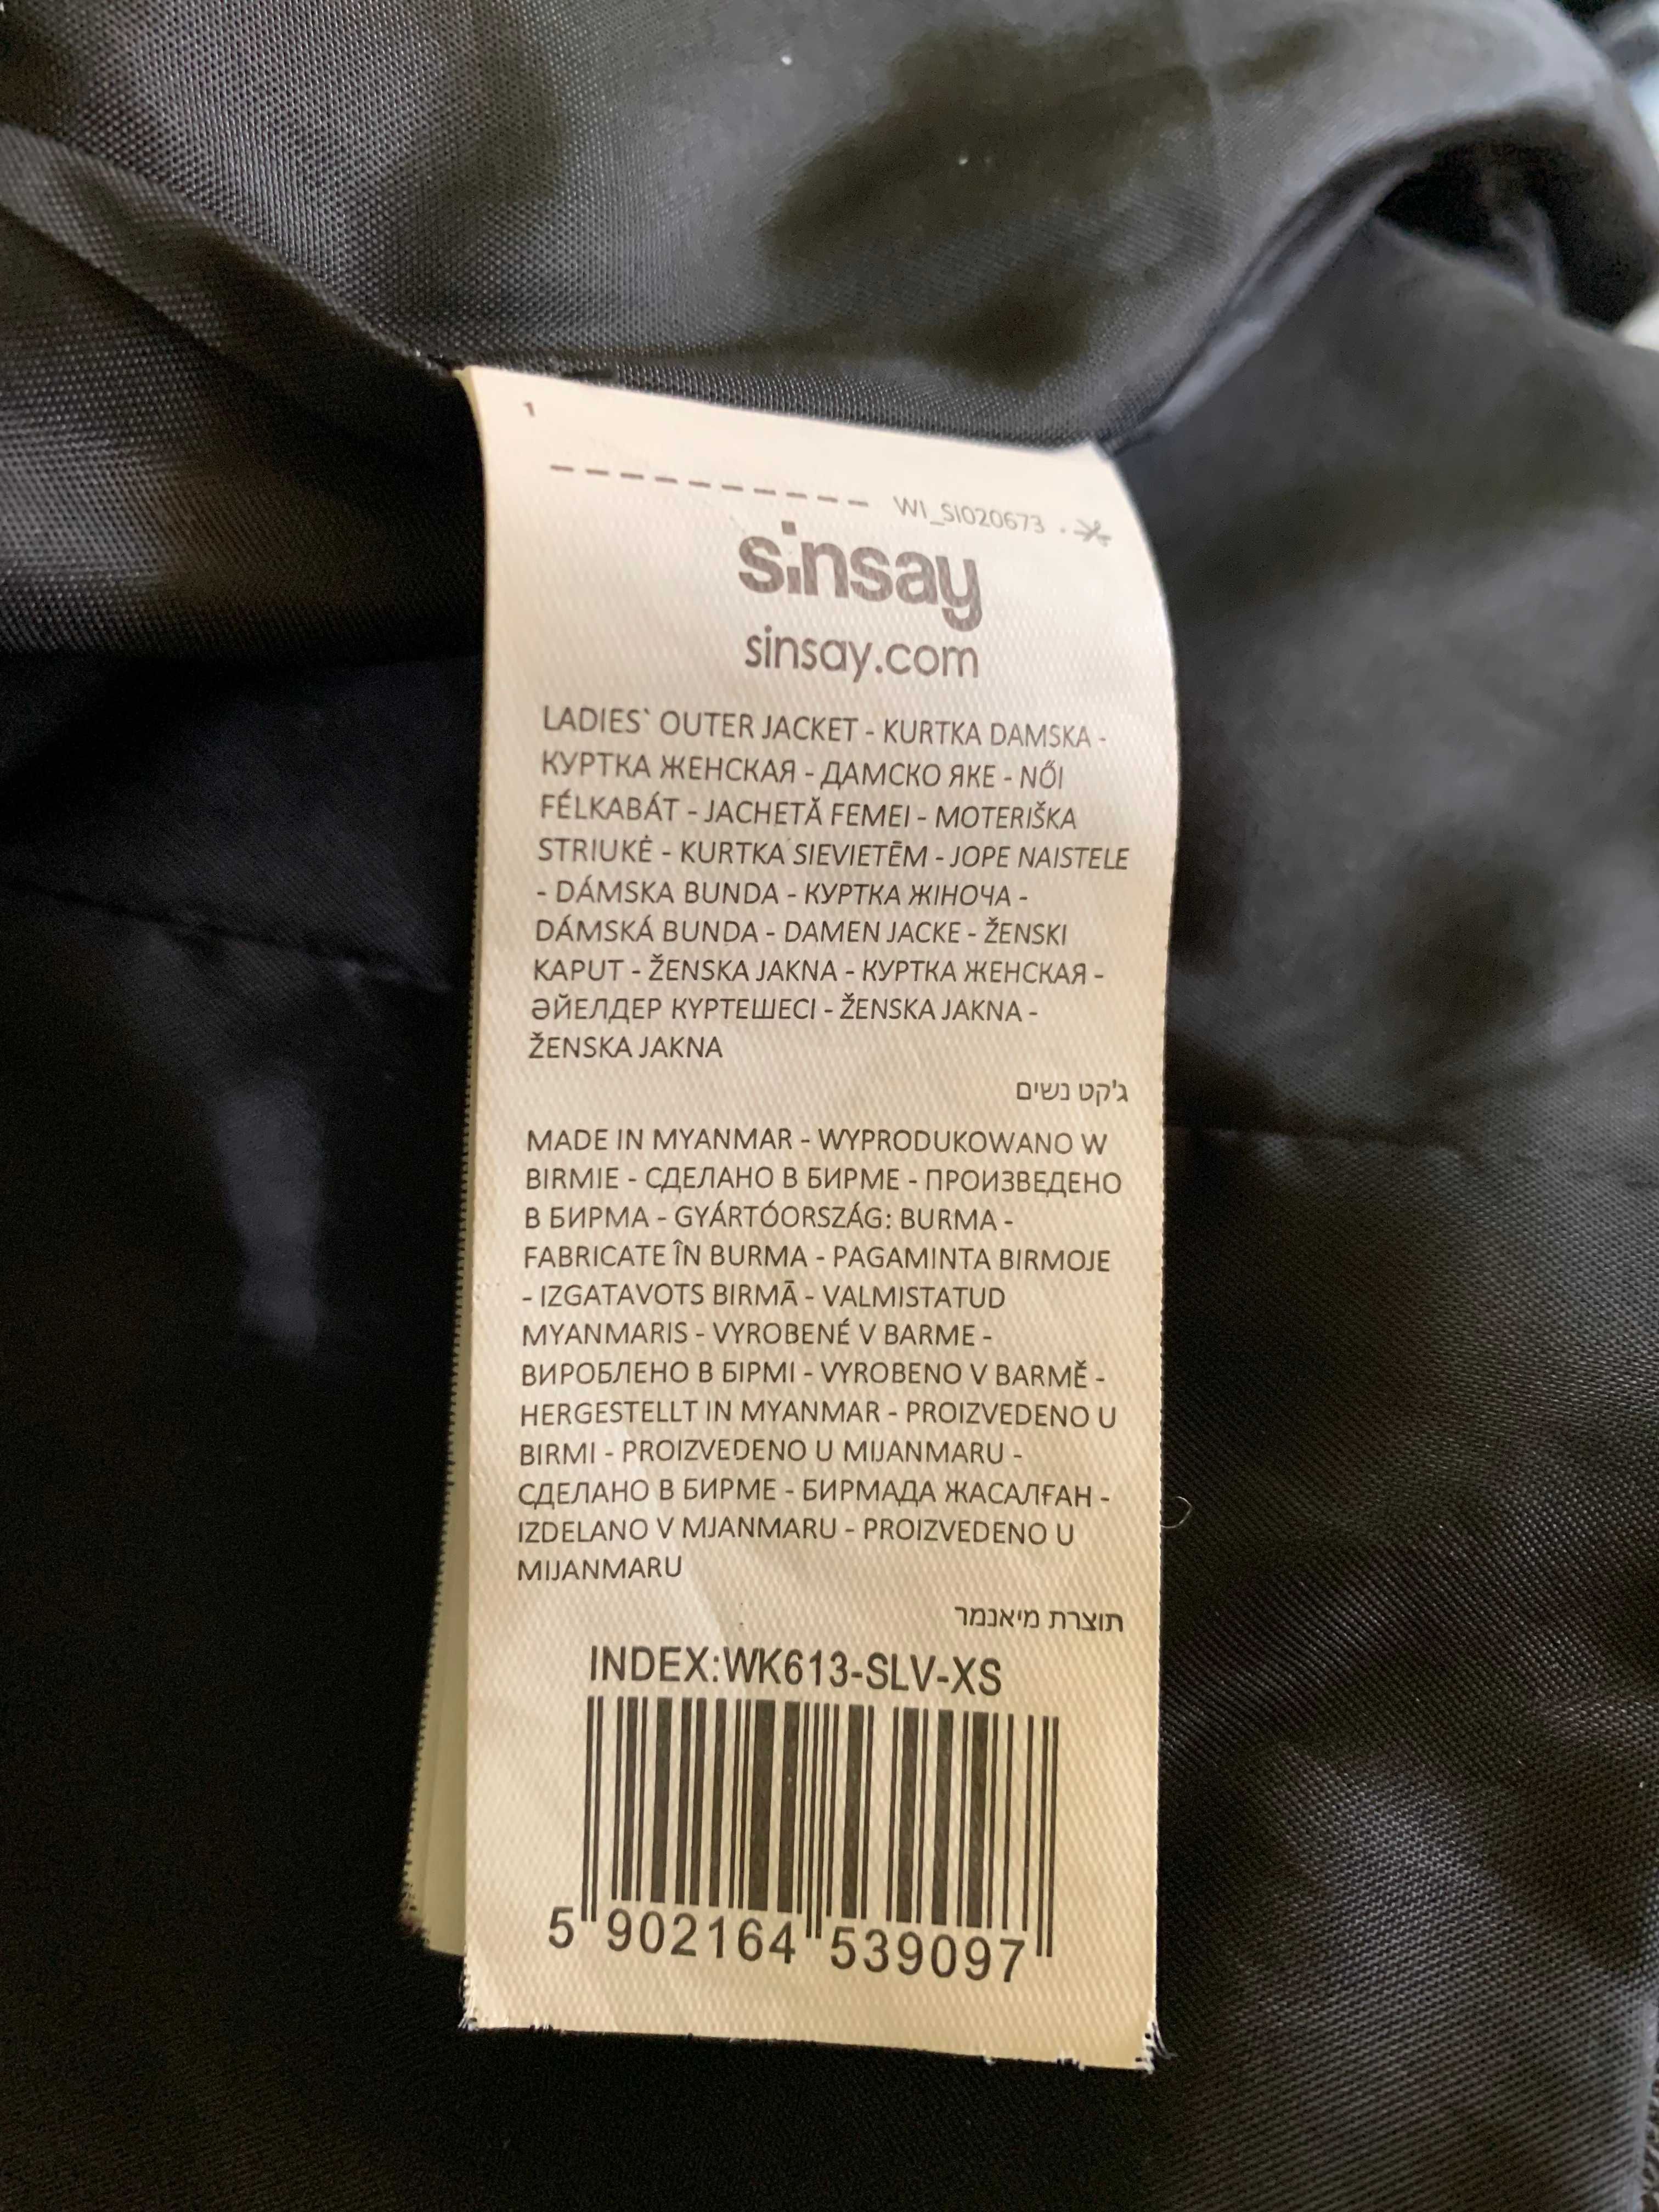 1
WI_SI020673
sinsay
sinsay.com
LADIES` OUTER JACKET - KURTKA DAMSKA -
КУРТКА ЖЕНСКАЯ - ДАМСКО ЯКЕ - NŐI
FÉLKABÁT - JACHETĂ FEMEI - MOTERIŠKA
STRIUKĖ - KURTKA SIEVIETĒM - JOPE NAISTELE
- DÁMSKA BUNDA - КУРТКА ЖІНОЧА -
DÁMSKÁ BUNDA - DAMEN JACKE - ŽENSKI
KAPUT - ŽENSKA JAKNA - КУРТКА ЖЕНСКАЯ -
ӘЙЕЛДЕР КҮРТЕШЕСІ - ŽENSKA JAKNA -
ŽENSKA JAKNA
ג'קט נשים
MADE IN MYANMAR - WYPRODUKOWANO W
BIRMIE - СДЕЛАНО В БИРМЕ - ПРОИЗВЕДЕНО
В БИРМА - GYÁRTÓORSZÁG: BURMA -
FABRICATE ÎN BURMA - PAGAMINTA BIRMOJE
- IZGATAVOTS BIRMĀ - VALMISTATUD
MYANMARIS - VYROBENÉ V BARME -
ВИРОБЛЕНО В БІРМІ - VYROBENO V BARMĚ -
HERGESTELLT IN MYANMAR - PROIZVEDENO U
BIRMI - PROIZVEDENO U MIJANMARU -
СДЕЛАНО В БИРМЕ - БИРМАДА ЖАСАЛҒАН -
IZDELANO V MJANMARU - PROIZVEDENO U
MIJANMARU
תוצרת מיאנמר
INDEX:WK613-SLV-XS
5 902164 539097